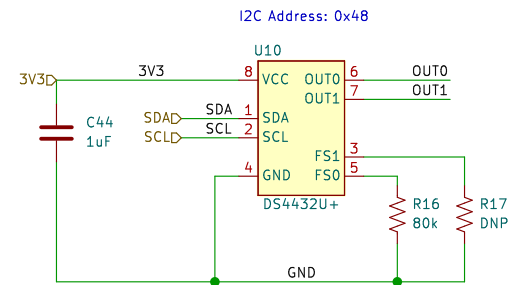 I2C Address: 0x48
U10
3V3 3V3 8 VCC OUT0 6 OUT0
OUT1 7 OUT1
SDA SDA 1 SDA
SCL SCL 2 SCL
C44
1uF
FS1 3
4 GND FS0 5
DS4432U+
R16 R17
80k DNP
GND